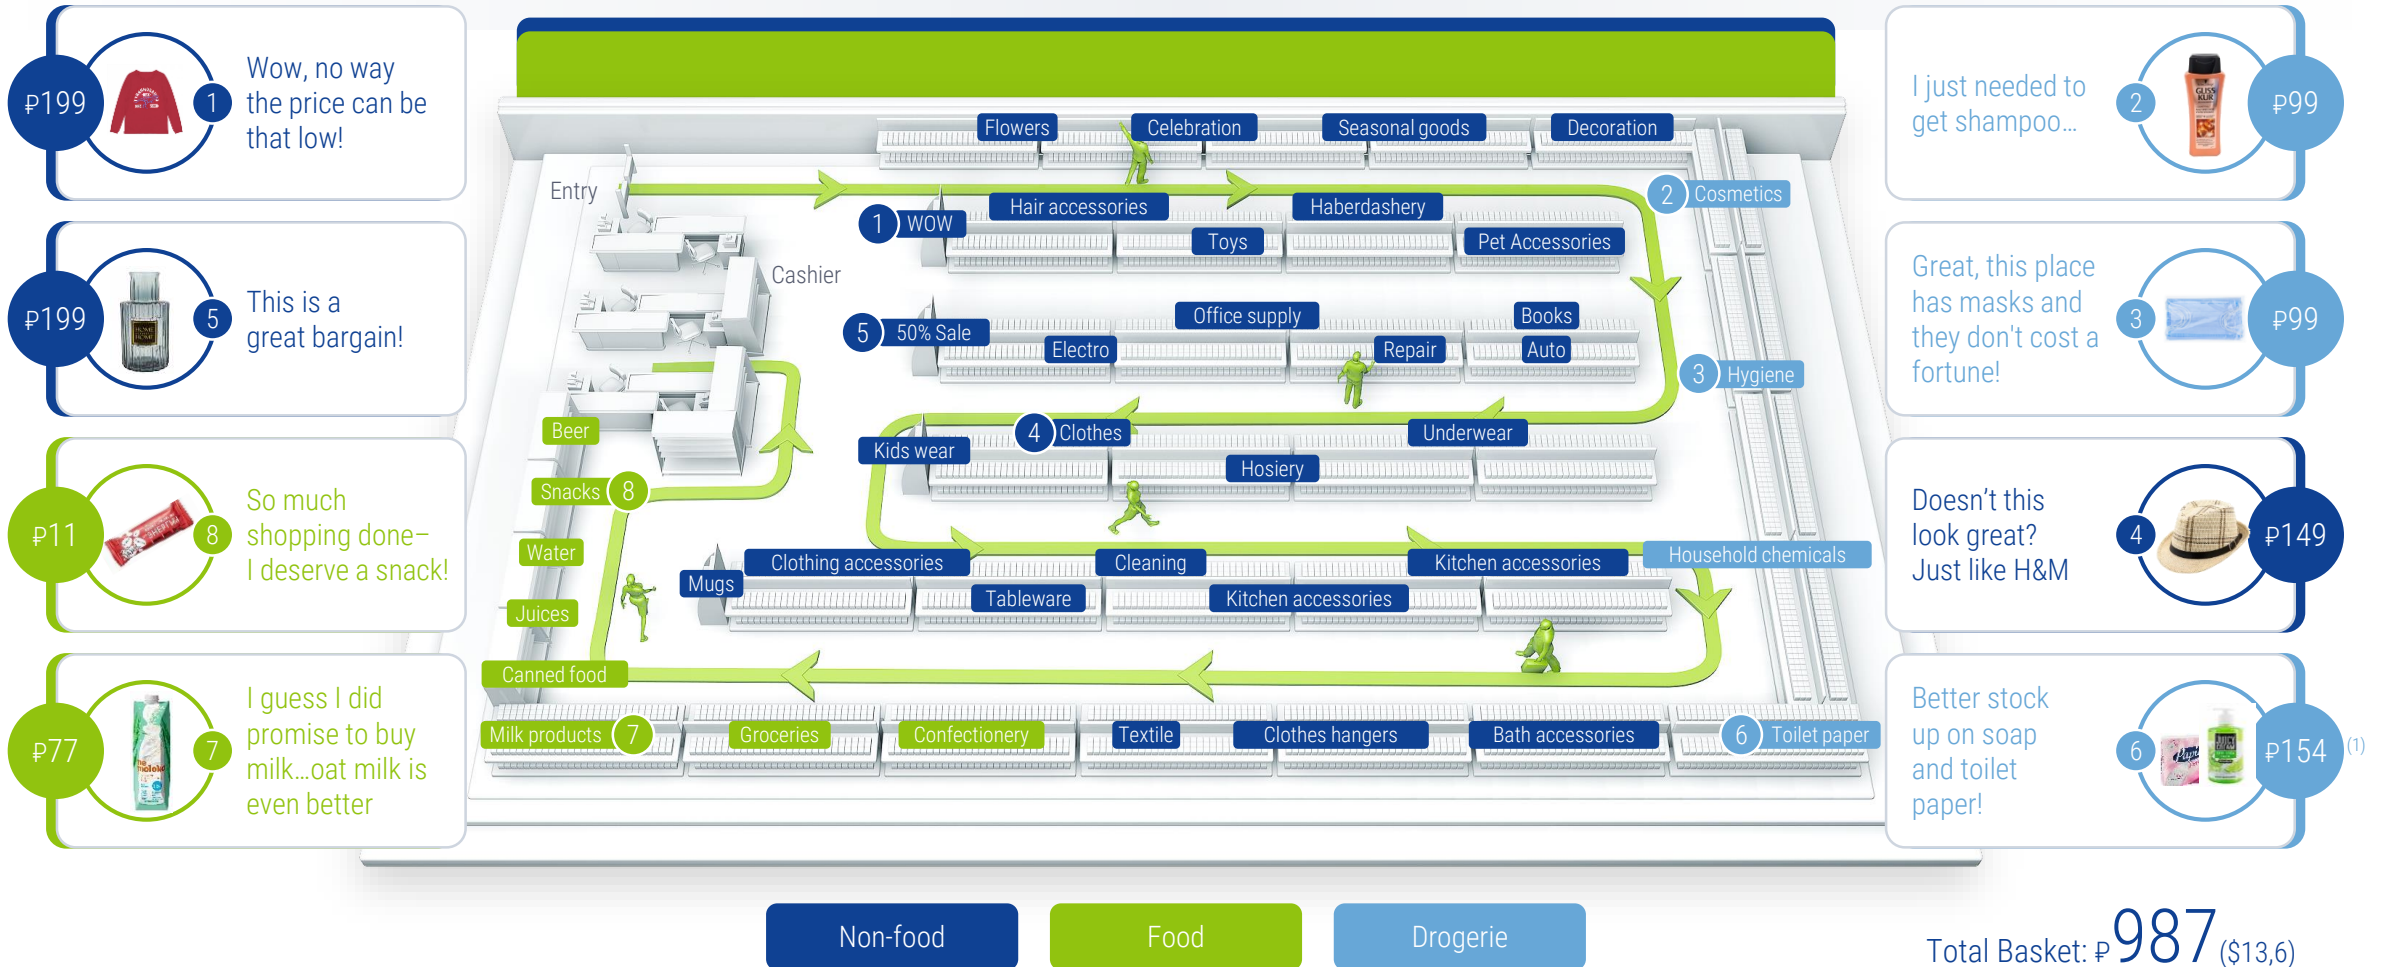 ₽199
1
Wow, no way
the price can be
that low!
₽199
5
This is a
great bargain!
₽11
8
So much
shopping done–
I deserve a snack!
₽77
7
I guess I did
promise to buy
milk...oat milk is
even better
Flowers
Celebration
Seasonal goods
Decoration
Entry
2 Cosmetics
Hair accessories
Haberdashery
1 WOW
Toys
Pet Accessories
Cashier
Office supply
Books
5 50% Sale
Electro
Repair
Auto
3 Hygiene
Beer
4 Clothes
Underwear
Kids wear
Hosiery
Snacks 8
Water
Clothing accessories
Cleaning
Kitchen accessories
Household chemicals
Mugs
Tableware
Kitchen accessories
Juices
Canned food
Milk products 7
Groceries
Confectionery
Textile
Clothes hangers
Bath accessories
6 Toilet paper
I just needed to
get shampoo...
2
GLISS
KUR
₽99
Great, this place
has masks and
they don't cost a
fortune!
3
₽99
Doesn't this
look great?
Just like H&M
4
₽149
Better stock
up on soap
and toilet
paper!
6
₽154 (1)
Non-food
Food
Drogerie
Total Basket: ₽987 ($13,6)